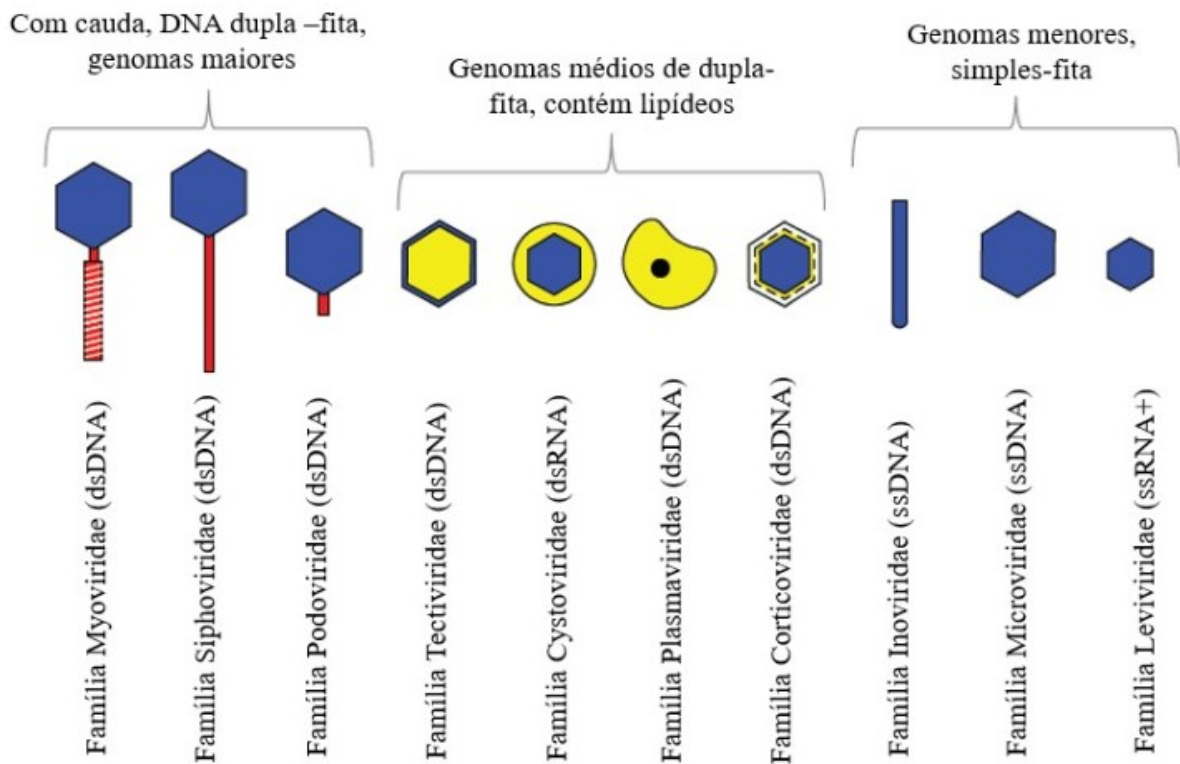 Com cauda, DNA dupla –fita,
genomas maiores
Genomas médios de dupla-
fita, contém lipídeos
Genomas menores,
simples-fita
Família Myoviridae (dsDNA)
Família Siphoviridae (dsDNA)
Família Podoviridae (dsDNA)
Família Tectiviridae (dsDNA)
Família Cystoviridae (dsRNA)
Família Plasmaviridae (dsDNA)
Família Corticoviridae (dsDNA)
Família Inoviridae (ssDNA)
Família Microviridae (ssDNA)
Família Leviviridae (ssRNA+)